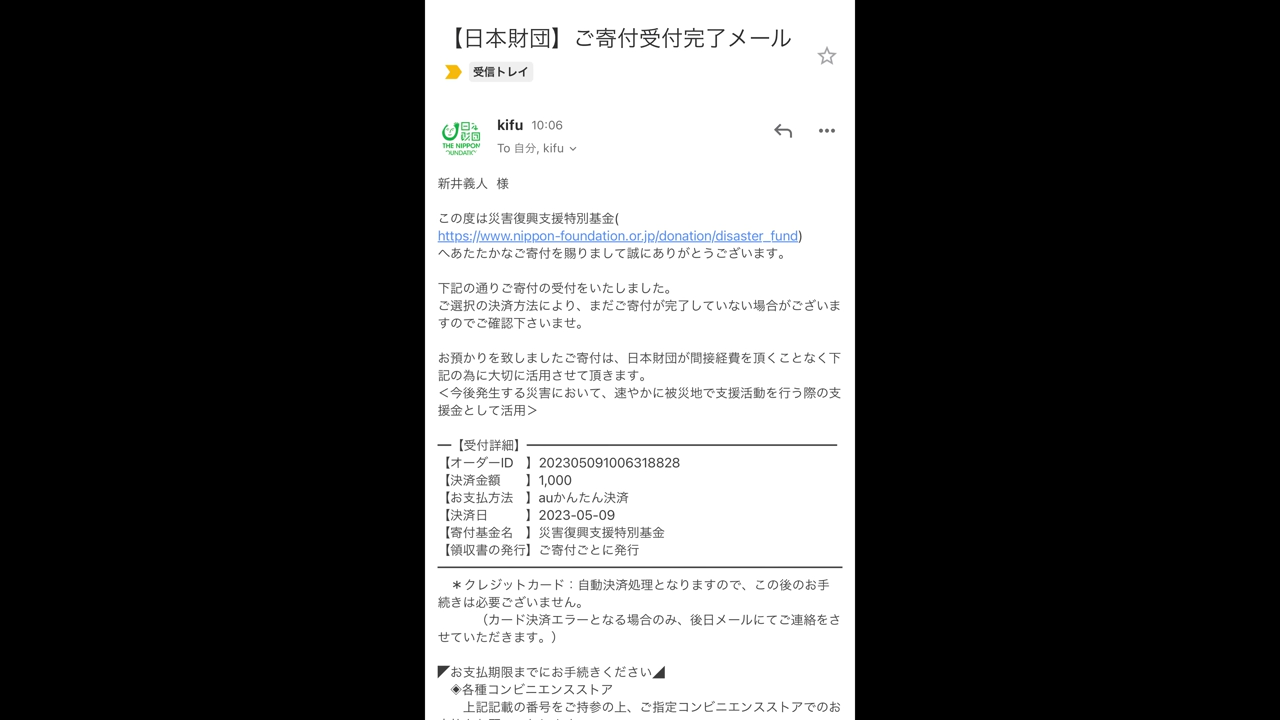 【日本財団】ご寄付受付完了メール
受信トレイ
日本財団
THE NIPPON
FOUNDATION
kifu 10:06
To 自分, kifu
新井義人 様
この度は災害復興支援特別基金(
https://www.nippon-foundation.or.jp/donation/disaster_fund)
へあたたかなご寄付を賜りまして誠にありがとうございます。
下記の通りご寄付の受付をいたしました。
ご選択の決済方法により、まだご寄付が完了していない場合がございま
すのでご確認下さいませ。
お預かりを致しましたご寄付は、日本財団が間接経費を頂くことなく下
記の為に大切に活用させて頂きます。
＜今後発生する災害において、速やかに被災地で支援活動を行う際の支
援金として活用＞
━【受付詳細】━━━━━━━━━━━━━━━━━━━━
【オーダーID 】202305091006318828
【決済金額 】1,000
【お支払方法 】auかんたん決済
【決済日 】2023-05-09
【寄付基金名 】災害復興支援特別基金
【領収書の発行】ご寄付ごとに発行
＊クレジットカード：自動決済処理となりますので、この後のお手
続きは必要ございません。
（カード決済エラーとなる場合のみ、後日メールにてご連絡をさ
せていただきます。）
◤お支払期限までにお手続きください◢
◈各種コンビニエンスストア
上記記載の番号をご持参の上、ご指定コンビニエンスストアでのお